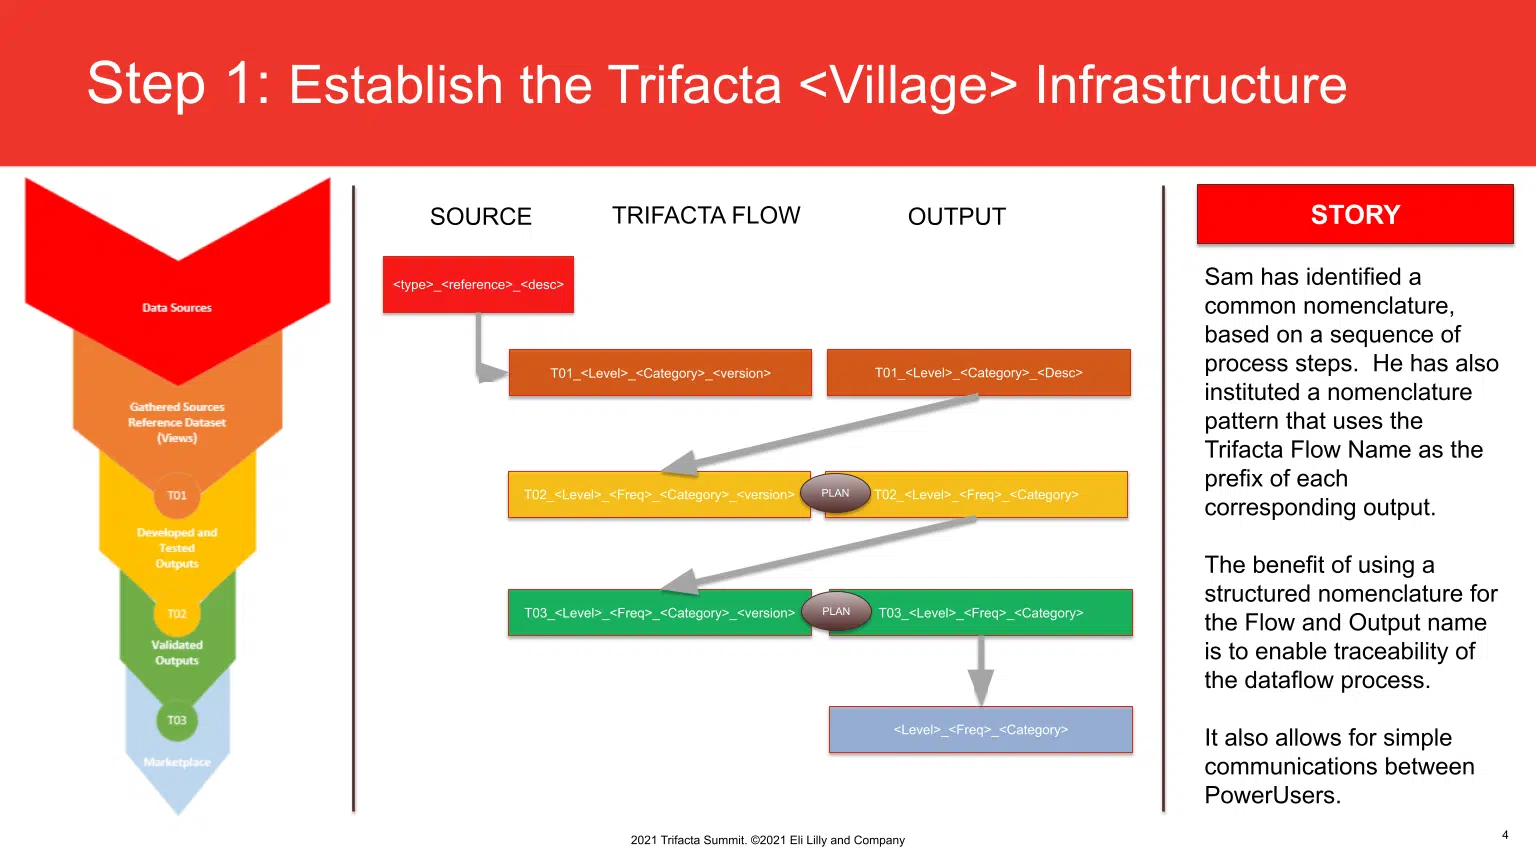 Step 1: Establish the Trifacta <Village> Infrastructure
Data Sources
Gathered Sources
Reference Dataset
(Views)
T01
Developed and
Tested
Outputs
T02
Validated
Outputs
T03
Marketplace
SOURCE
TRIFACTA FLOW
OUTPUT
<type>_<reference>_<desc>
T01_<Level>_<Category>_<version>
T01_<Level>_<Category>_<Desc>
T02_<Level>_<Freq>_<Category>_<version>
PLAN
T02_<Level>_<Freq>_<Category>
T03_<Level>_<Freq>_<Category>_<version>
PLAN
T03_<Level>_<Freq>_<Category>
<Level>_<Freq>_<Category>
STORY
Sam has identified a
common nomenclature,
based on a sequence of
process steps.  He has also
instituted a nomenclature
pattern that uses the
Trifacta Flow Name as the
prefix of each
corresponding output.
The benefit of using a
structured nomenclature for
the Flow and Output name
is to enable traceability of
the dataflow process.
It also allows for simple
communications between
PowerUsers.
2021 Trifacta Summit. ©2021 Eli Lilly and Company
4